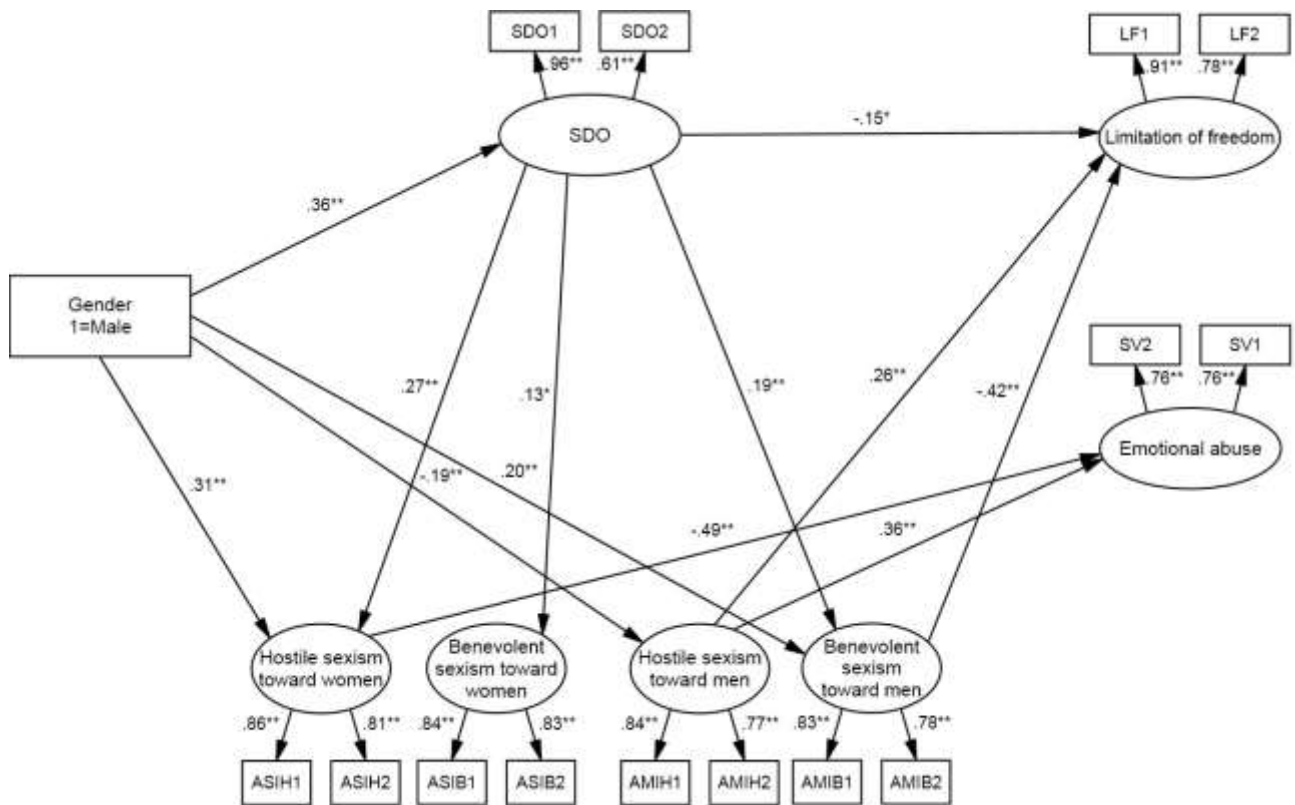 SDO1
SDO2
LF1
LF2
.96**
.61**
.91**
.78**
SDO
-.15*
Limitation of freedom
.36**
Gender
1=Male
SV2
SV1
.27**
.13*
.19**
.26**
-.42**
.76**
.76**
Emotional abuse
.31**
-.19**
.20**
-.49**
.36**
Hostile sexism
toward women
Benevolent
sexism toward
women
Hostile sexism
toward men
Benevolent
sexism
toward men
.86**
.81**
.84**
.83**
.84**
.77**
.83**
.78**
ASIH1
ASIH2
ASIB1
ASIB2
AMIH1
AMIH2
AMIB1
AMIB2